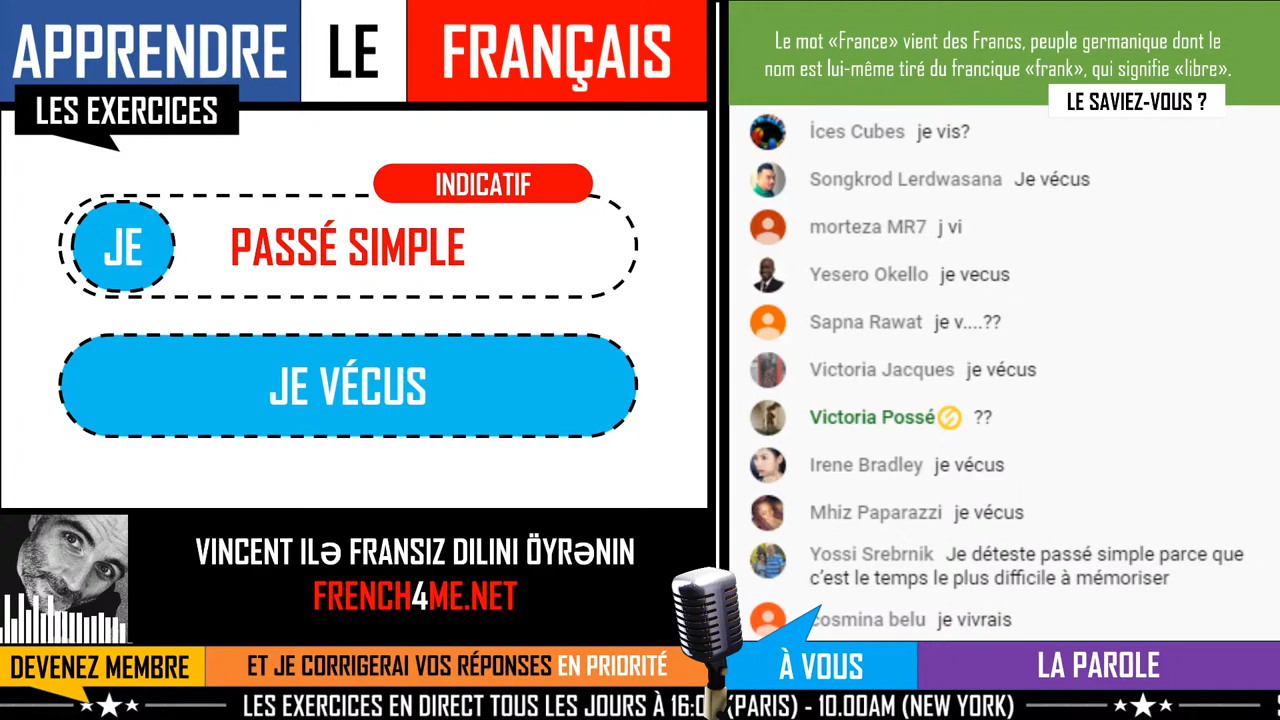 APPRENDRE LE FRANÇAIS
LES EXERCICES
INDICATIF
JE PASSÉ SIMPLE
JE VÉCUS
VINCENT ILƏ FRANSIZ DILINI ÖYRƏNIN
FRENCH4ME.NET
DEVENEZ MEMBRE
ET JE CORRIGERAI VOS RÉPONSES EN PRIORITÉ
Le mot «France» vient des Francs, peuple germanique dont le
nom est lui-même tiré du francique «frank», qui signifie «libre».
LE SAVIEZ-VOUS ?
İces Cubes je vis?
Songkrod Lerdwasana Je vécus
morteza MR7 j vi
Yesero Okello je vecus
Sapna Rawat je v....??
Victoria Jacques je vécus
Victoria Possé ??
Irene Bradley je vécus
Mhiz Paparazzi je vécus
Yossi Srebrnik Je déteste passé simple parce que
c'est le temps le plus difficile à mémoriser
cosmina belu je vivrais
À VOUS
LA PAROLE
LES EXERCICES EN DIRECT TOUS LES JOURS À (PARIS) - 10.00AM (NEW YORK)